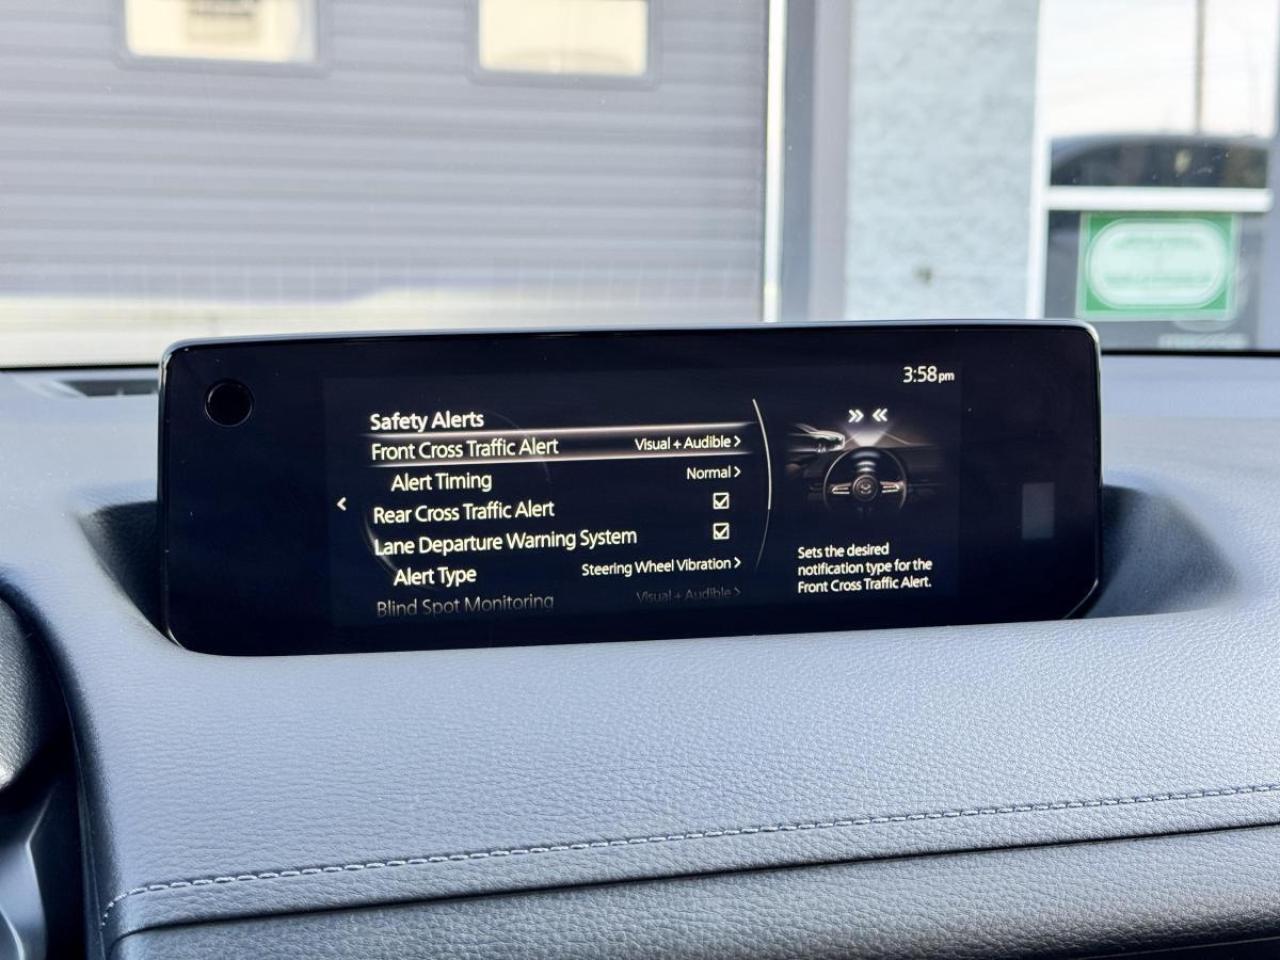 3:58pm
Safety Alerts
Front Cross Traffic Alert Visual + Audible >
Alert Timing Normal >
Rear Cross Traffic Alert
Lane Departure Warning System
Alert Type Steering Wheel Vibration >
Blind Spot Monitoring Visual + Audible >
Sets the desired
notification type for the
Front Cross Traffic Alert.